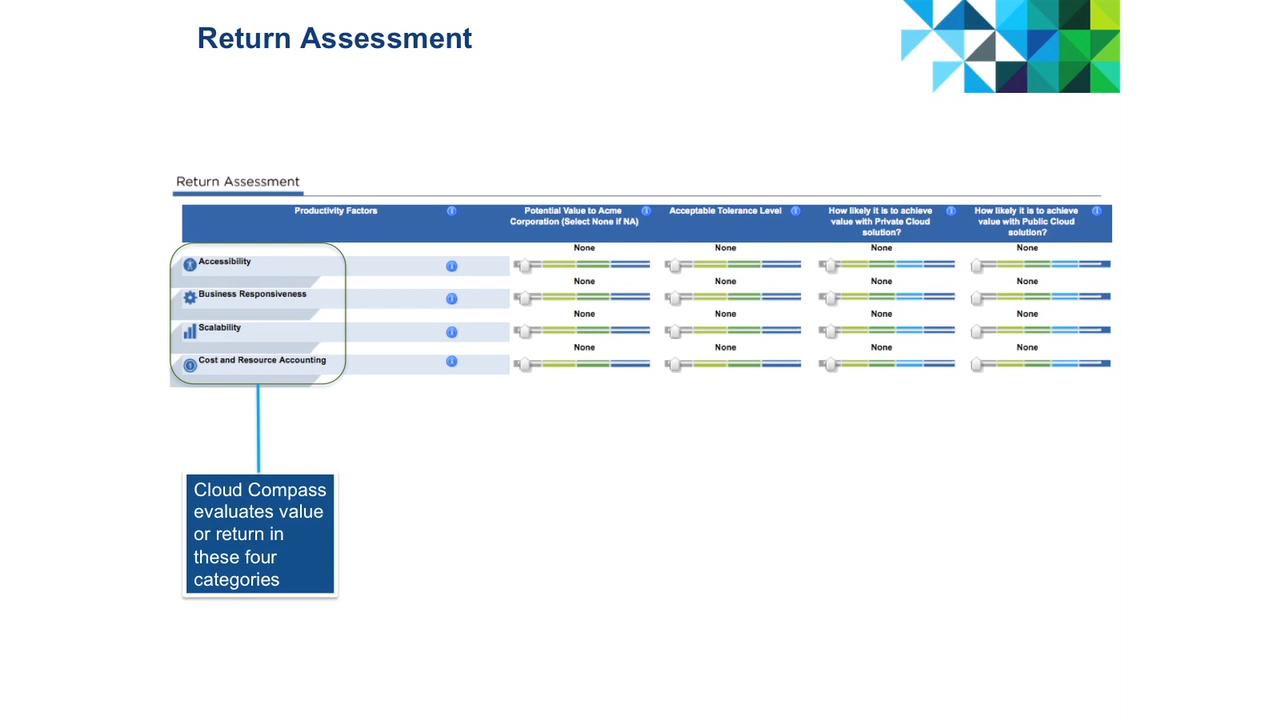 Return Assessment
Return Assessment
Productivity Factors
Potential Value to Acme
Corporation (Select None if NA)
Acceptable Tolerance Level
How likely it is to achieve
value with Private Cloud
solution?
How likely it is to achieve
value with Public Cloud
solution?
None None None None
Accessibility
None None None None
Business Responsiveness
None None None None
Scalability
None None None None
Cost and Resource Accounting
Cloud Compass
evaluates value
or return in
these four
categories